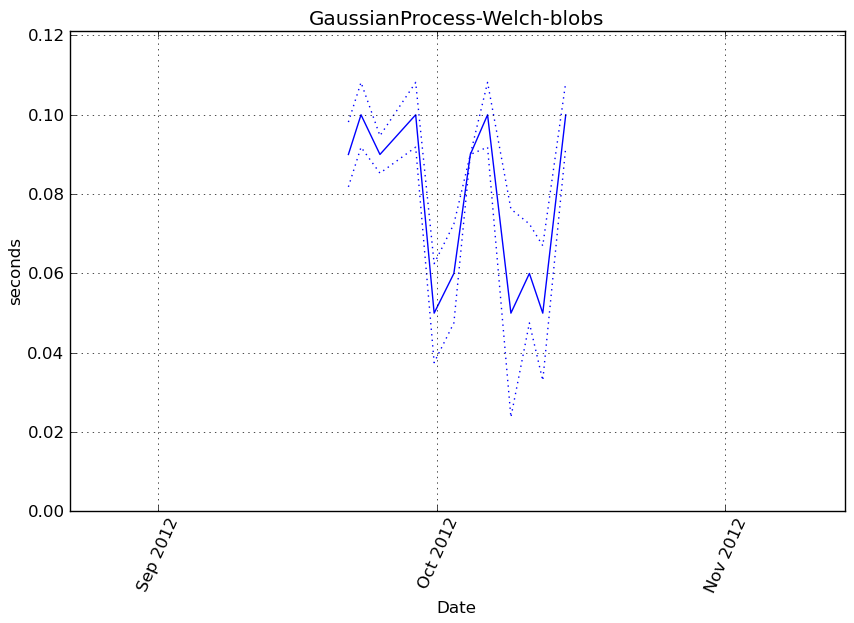 GaussianProcess-Welch-blobs
0.12
0.10
0.08
0.06
0.04
0.02
0.00
seconds
Sep 2012
Oct 2012
Nov 2012
Date